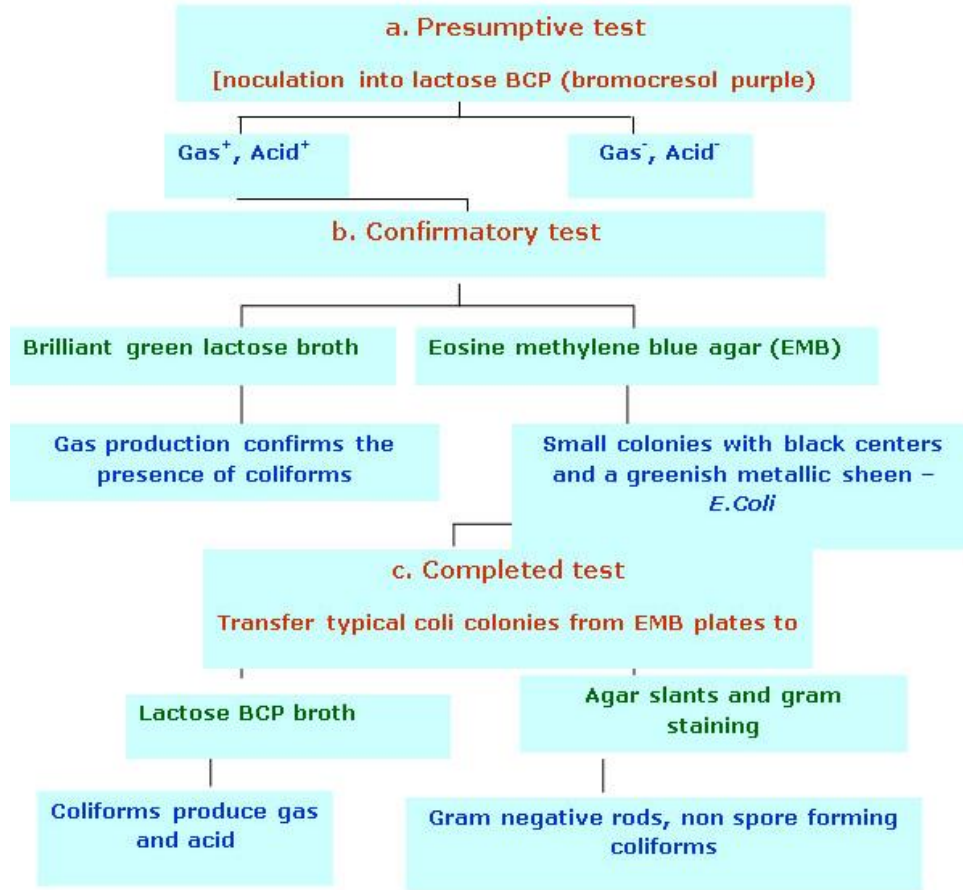 a. Presumptive test
[noculation into lactose BCP (bromocresol purple)
Gas⁺, Acid⁺
Gas⁻, Acid⁻
b. Confirmatory test
Brilliant green lactose broth
Eosine methylene blue agar (EMB)
Gas production confirms the
presence of coliforms
Small colonies with black centers
and a greenish metallic sheen –
E.Coli
c. Completed test
Transfer typical coli colonies from EMB plates to
Lactose BCP broth
Agar slants and gram
staining
Coliforms produce gas
and acid
Gram negative rods, non spore forming
coliforms